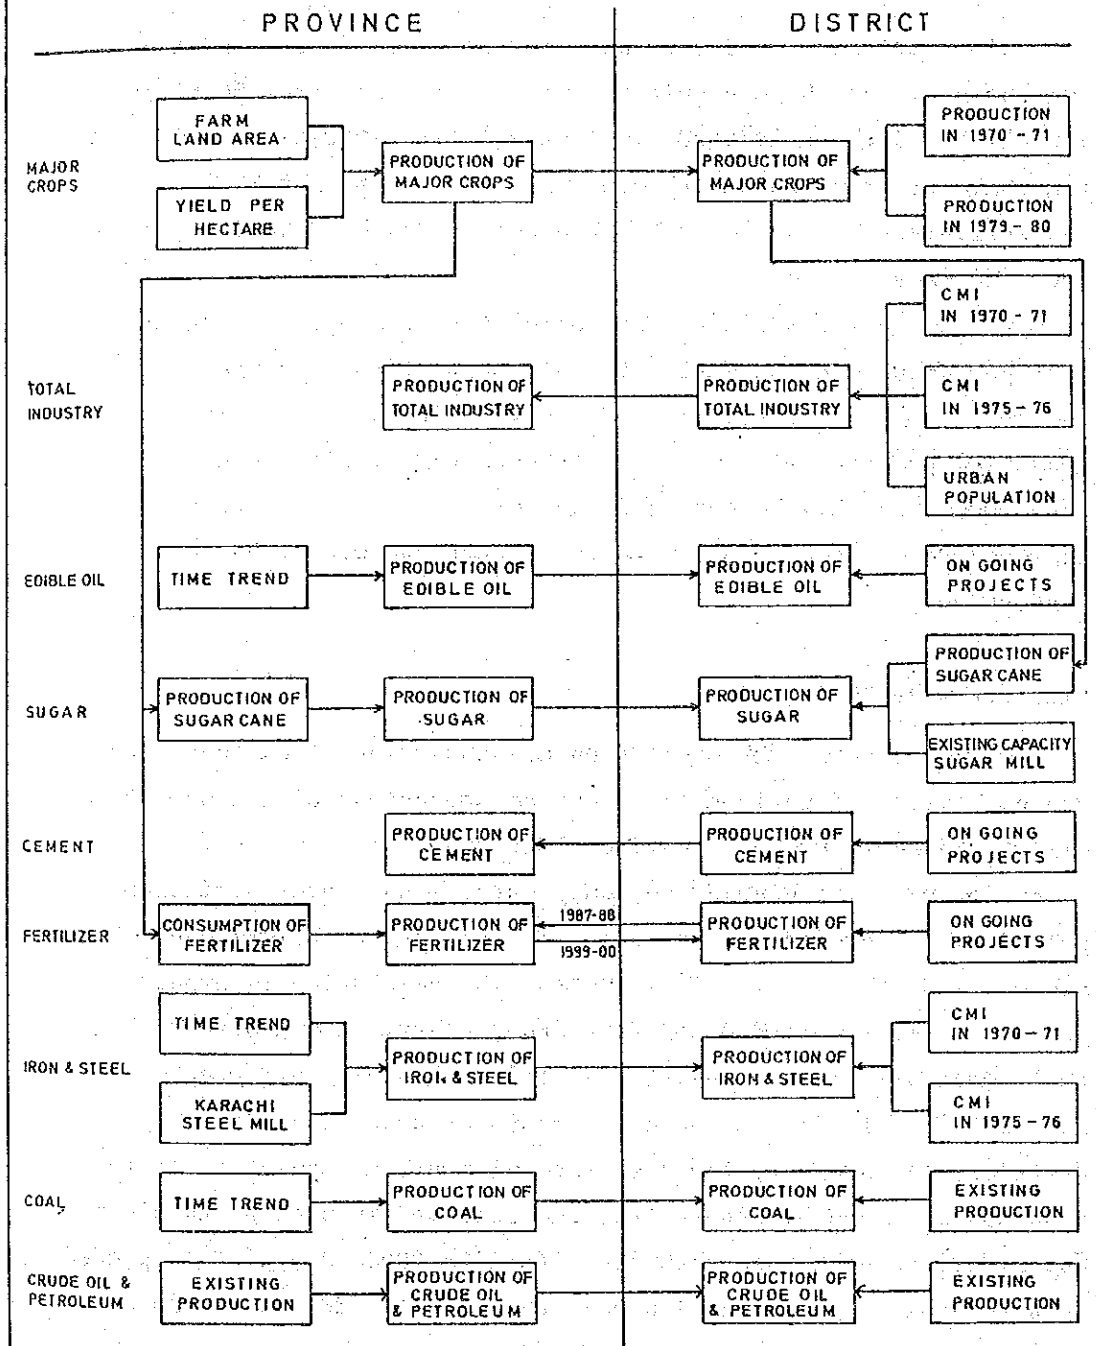 PROVINCE
DISTRICT
MAJOR
CROPS
FARM
LAND AREA
YIELD PER
HECTARE
PRODUCTION OF
MAJOR CROPS
PRODUCTION OF
MAJOR CROPS
PRODUCTION
IN 1970-71
PRODUCTION
IN 1979-80
TOTAL
INDUSTRY
PRODUCTION OF
TOTAL INDUSTRY
PRODUCTION OF
TOTAL INDUSTRY
CMI
IN 1970-71
CMI
IN 1975-76
URBAN
POPULATION
EDIBLE OIL
TIME TREND
PRODUCTION OF
EDIBLE OIL
PRODUCTION OF
EDIBLE OIL
ON GOING
PROJECTS
SUGAR
PRODUCTION OF
SUGAR CANE
PRODUCTION OF
SUGAR
PRODUCTION OF
SUGAR
PRODUCTION OF
SUGAR CANE
EXISTING CAPACITY
SUGAR MILL
CEMENT
PRODUCTION OF
CEMENT
PRODUCTION OF
CEMENT
ON GOING
PROJECTS
FERTILIZER
CONSUMPTION OF
FERTILIZER
PRODUCTION OF
FERTILIZER
1987-88
1999-00
PRODUCTION OF
FERTILIZER
ON GOING
PROJECTS
IRON & STEEL
TIME TREND
KARACHI
STEEL MILL
PRODUCTION OF
IRON & STEEL
PRODUCTION OF
IRON & STEEL
CMI
IN 1970-71
CMI
IN 1975-76
COAL
TIME TREND
PRODUCTION OF
COAL
PRODUCTION OF
COAL
EXISTING
PRODUCTION
CRUDE OIL &
PETROLEUM
EXISTING
PRODUCTION
PRODUCTION OF
CRUDE OIL
& PETROLEUM
PRODUCTION OF
CRUDE OIL
& PETROLEUM
EXISTING
PRODUCTION